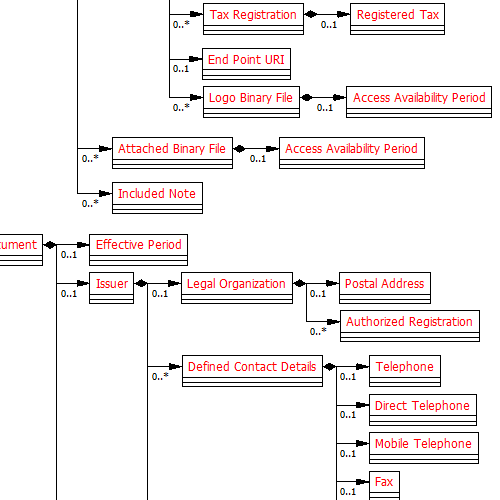 Tax Registration Registered Tax
0..* 0..1
End Point URI
0..1
Logo Binary File Access Availability Period
0..* 0..1
Attached Binary File Access Availability Period
0..* 0..1
Included Note
0..*
cument Effective Period
0..1
Issuer Legal Organization Postal Address
0..1 0..1 0..1
Authorized Registration
0..*
Defined Contact Details Telephone
0..* 0..1
Direct Telephone
0..1
Mobile Telephone
0..1
Fax
0..1